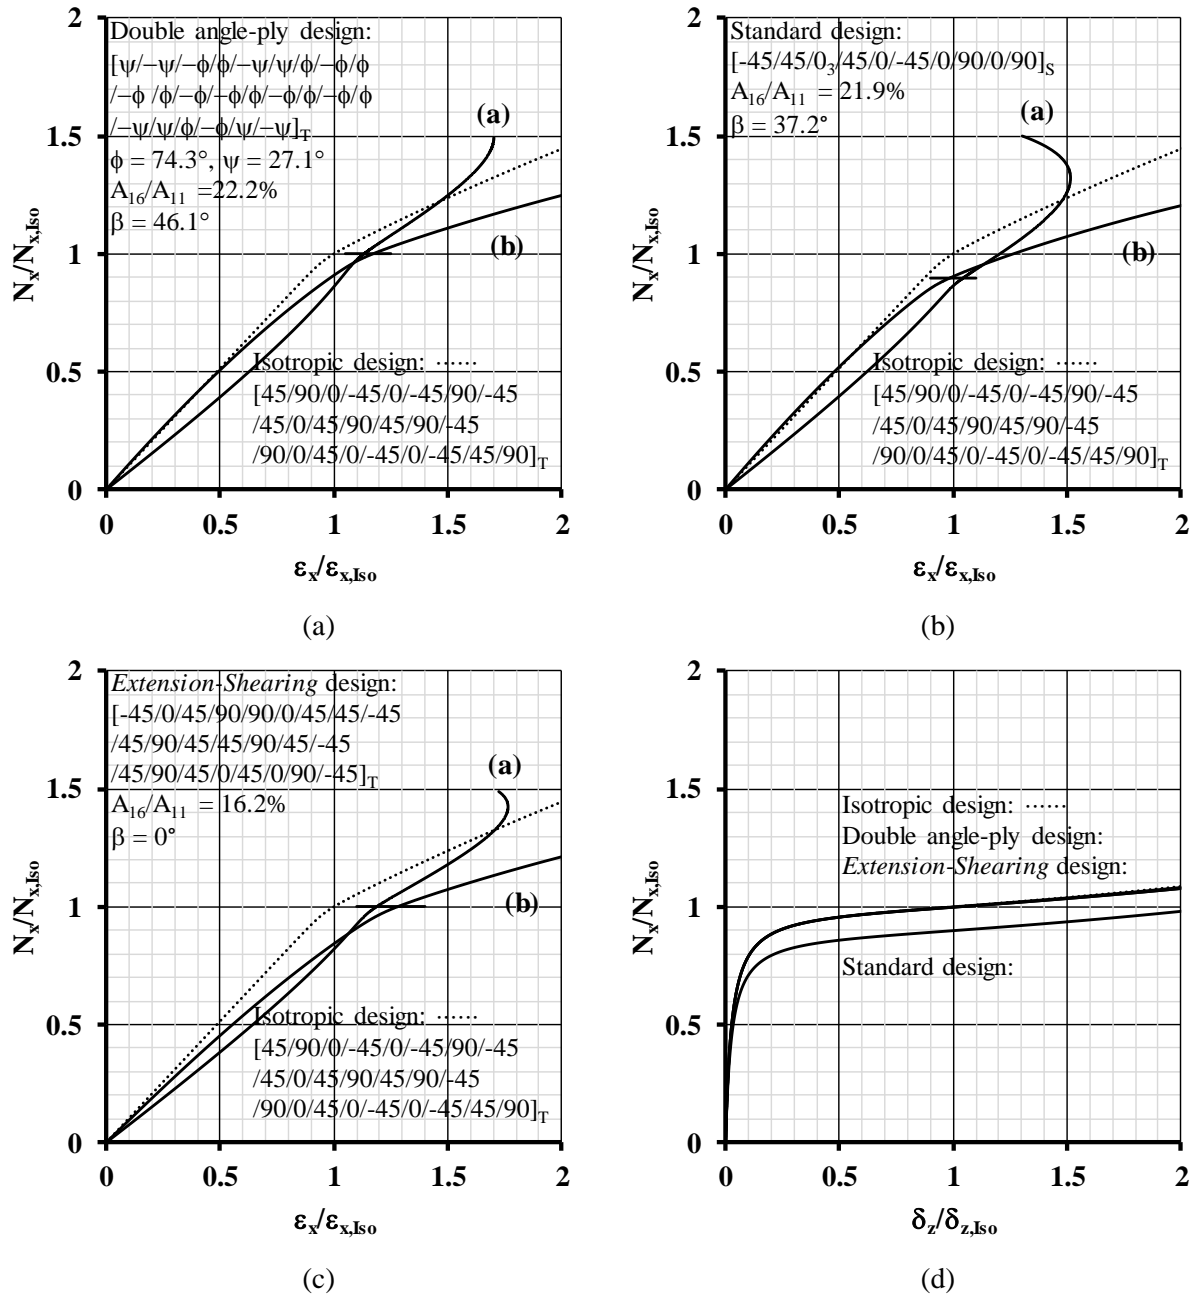 2
1.5
1
0.5
0
Nx/Nx,Iso
Double angle-ply design:
[ψ/−ψ/−ϕ/ϕ/−ψ/ψ/ϕ/−ϕ/ϕ
/−ϕ /ϕ/−ϕ/−ϕ/ϕ/−ϕ/ϕ/−ϕ/ϕ
/−ψ/ψ/ϕ/−ϕ/ψ/−ψ]T
ϕ = 74.3°, ψ = 27.1°
A16/A11 =22.2%
β = 46.1°
(a)
(b)
Isotropic design: ......
[45/90/0/-45/0/-45/90/-45
/45/0/45/90/45/90/-45
/90/0/45/0/-45/0/-45/45/90]T
0 0.5 1 1.5 2
εx/εx,Iso
(a)
2
1.5
1
0.5
0
Nx/Nx,Iso
Standard design:
[-45/45/03/45/0/-45/0/90/0/90]S
A16/A11 = 21.9%
β = 37.2°
(a)
(b)
Isotropic design: ......
[45/90/0/-45/0/-45/90/-45
/45/0/45/90/45/90/-45
/90/0/45/0/-45/0/-45/45/90]T
0 0.5 1 1.5 2
εx/εx,Iso
(b)
2
1.5
1
0.5
0
Nx/Nx,Iso
Extension-Shearing design:
[-45/0/45/90/90/0/45/45/-45
/45/90/45/45/90/45/-45
/45/90/45/0/45/0/90/-45]T
A16/A11 = 16.2%
β = 0°
(a)
(b)
Isotropic design: ......
[45/90/0/-45/0/-45/90/-45
/45/0/45/90/45/90/-45
/90/0/45/0/-45/0/-45/45/90]T
0 0.5 1 1.5 2
εx/εx,Iso
(c)
2
1.5
1
0.5
0
Nx/Nx,Iso
Isotropic design: ......
Double angle-ply design:
Extension-Shearing design:
Standard design:
0 0.5 1 1.5 2
δz/δz,Iso
(d)